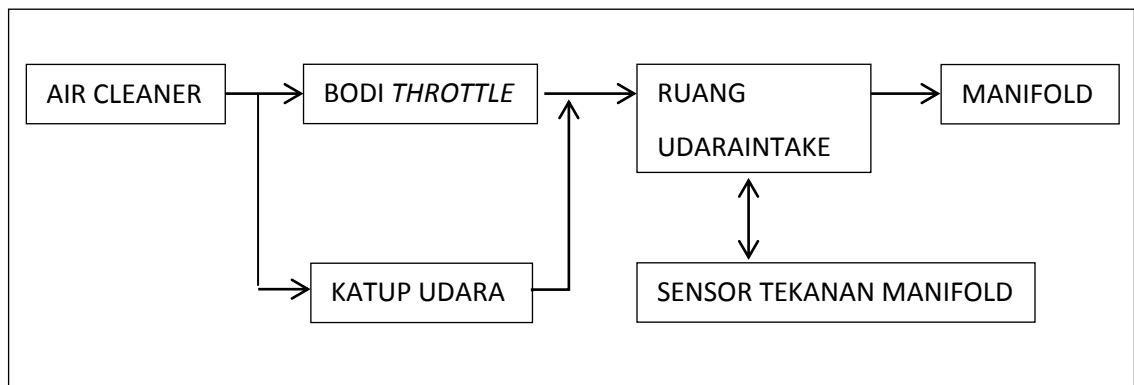 AIR CLEANER
BODI THROTTLE
RUANG
UDARAINTAKE
MANIFOLD
KATUP UDARA
SENSOR TEKANAN MANIFOLD